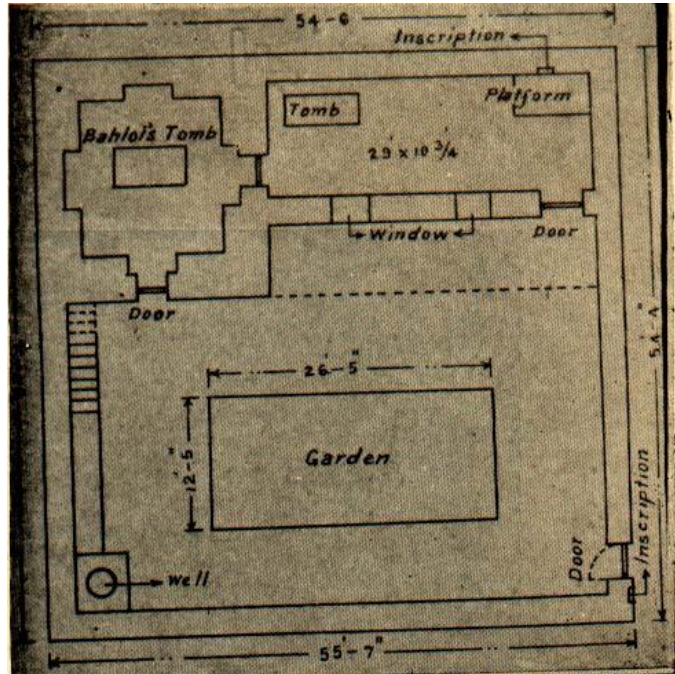 54-6
Inscription
Tomb
Platform
Bahlol's Tomb
29' x 10 3/4
Window
Door
Door
54'-4"
26'-5"
12'-5"
Garden
Door
Inscription
Well
55'-7"